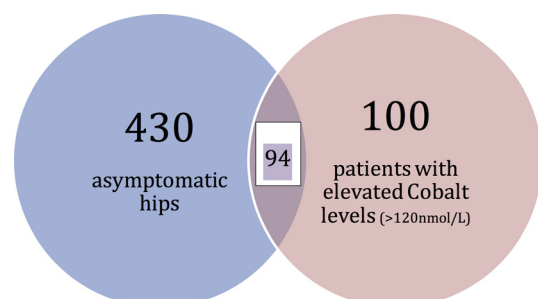 430
asymptomatic
hips
94
100
patients with
elevated Cobalt
levels (>120nmol/L)